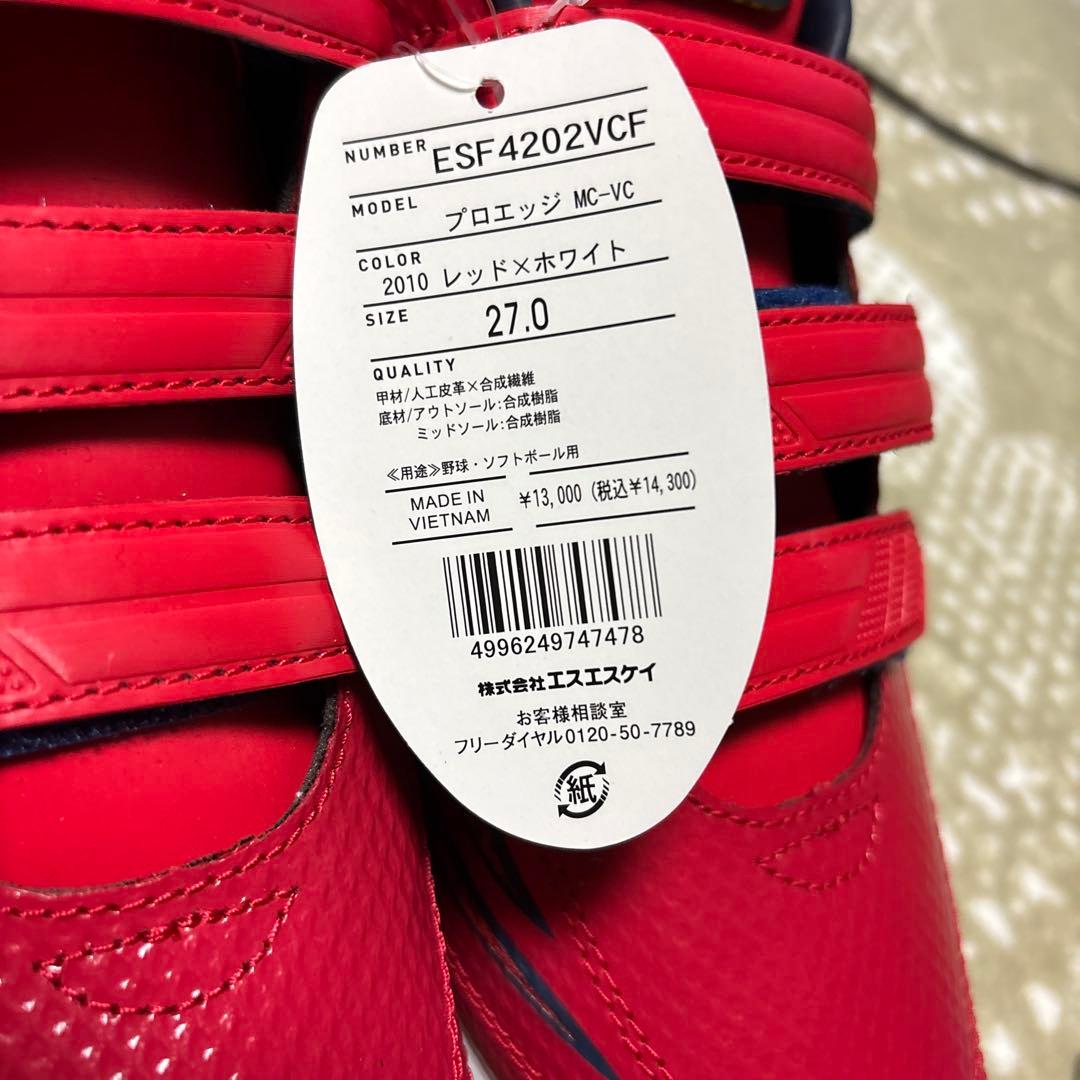 NUMBER ESF4202VCF
MODEL プロエッジ MC-VC
COLOR 2010 レッド×ホワイト
SIZE 27.0
QUALITY
甲材/人工皮革×合成繊維
底材/アウトソール:合成樹脂
ミッドソール:合成樹脂
≪用途≫野球・ソフトボール用
MADE IN
VIETNAM
¥13,000 (税込¥14,300)
4996249747478
株式会社エスエスケイ
お客様相談室
フリーダイヤル0120-50-7789
紙